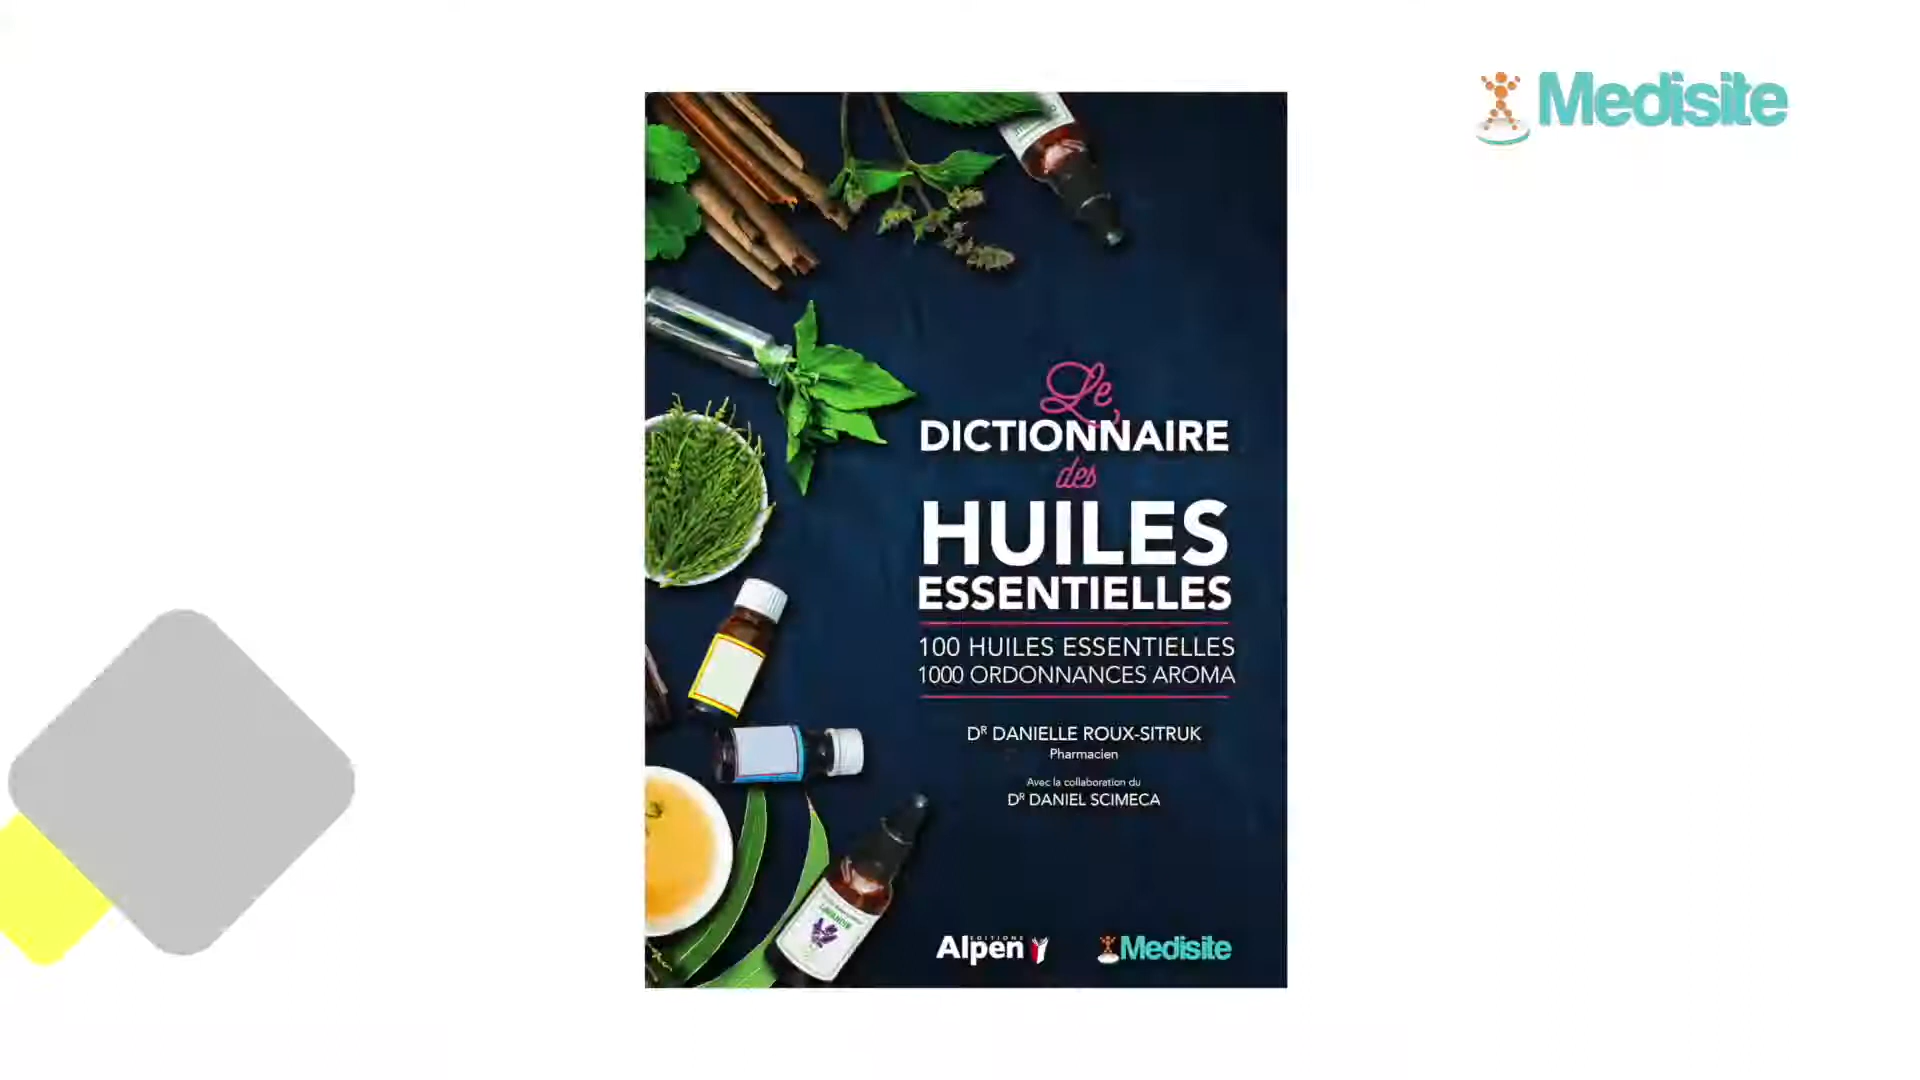 Medisite
Le
DICTIONNAIRE
des
HUILES
ESSENTIELLES
100 HUILES ESSENTIELLES
1000 ORDONNANCES AROMA
DR DANIELLE ROUX-SITRUK
Pharmacien
Avec la collaboration du
DR DANIEL SCIMECA
EDITIONS
Alpen
Medisite